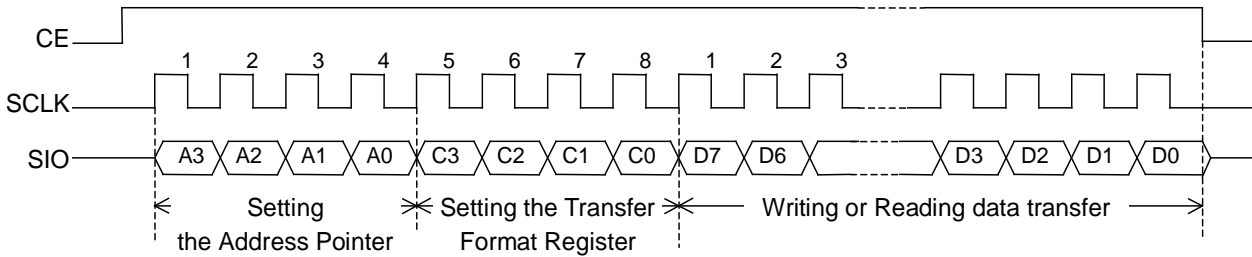 CE
1 2 3 4 5 6 7 8 1 2 3
SCLK
SIO A3 A2 A1 A0 C3 C2 C1 C0 D7 D6 D3 D2 D1 D0
Setting Setting the Transfer Writing or Reading data transfer
the Address Pointer Format Register